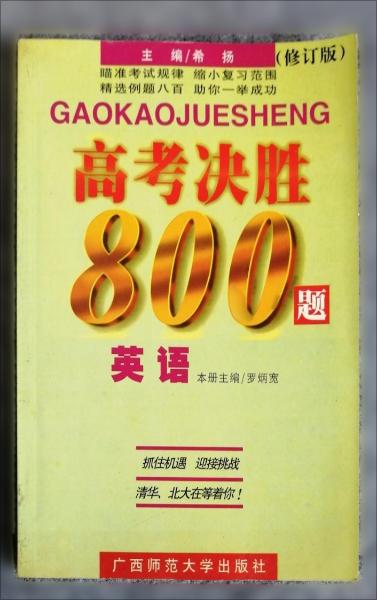 主 编/希 扬
(修订版)
瞄准考试规律 缩小复习范围
精选例题八百 助你一举成功
GAOKAOJUESHENG
高考决胜
800题
英语 本册主编/罗炳宽
抓住机遇 迎接挑战
清华、北大在等着你！
广西师范大学出版社